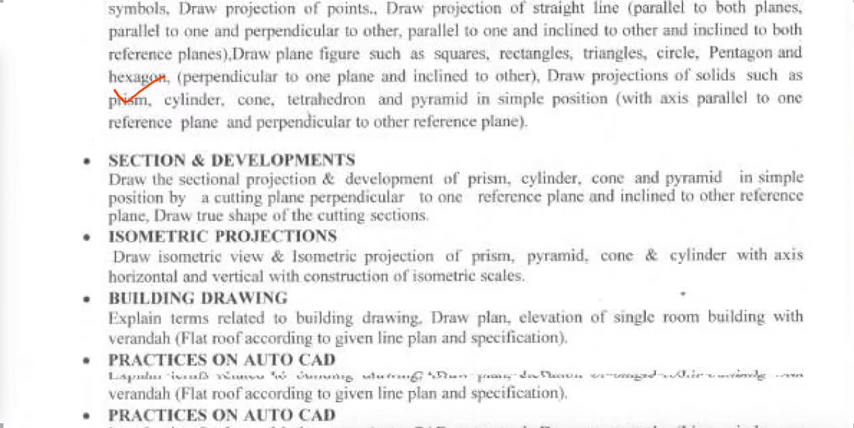 symbols, Draw projection of points., Draw projection of straight line (parallel to both planes,
parallel to one and perpendicular to other, parallel to one and inclined to other and inclined to both
reference planes),Draw plane figure such as squares, rectangles, triangles, circle, Pentagon and
hexagon, (perpendicular to one plane and inclined to other), Draw projections of solids such as
prism, cylinder, cone, tetrahedron and pyramid in simple position (with axis parallel to one
reference plane and perpendicular to other reference plane).
• SECTION & DEVELOPMENTS
Draw the sectional projection & development of prism, cylinder, cone and pyramid in simple
position by a cutting plane perpendicular to one reference plane and inclined to other reference
plane, Draw true shape of the cutting sections.
• ISOMETRIC PROJECTIONS
Draw isometric view & Isometric projection of prism, pyramid, cone & cylinder with axis
horizontal and vertical with construction of isometric scales.
• BUILDING DRAWING
Explain terms related to building drawing, Draw plan, elevation of single room building with
verandah (Flat roof according to given line plan and specification).
• PRACTICES ON AUTO CAD
verandah (Flat roof according to given line plan and specification).
• PRACTICES ON AUTO CAD